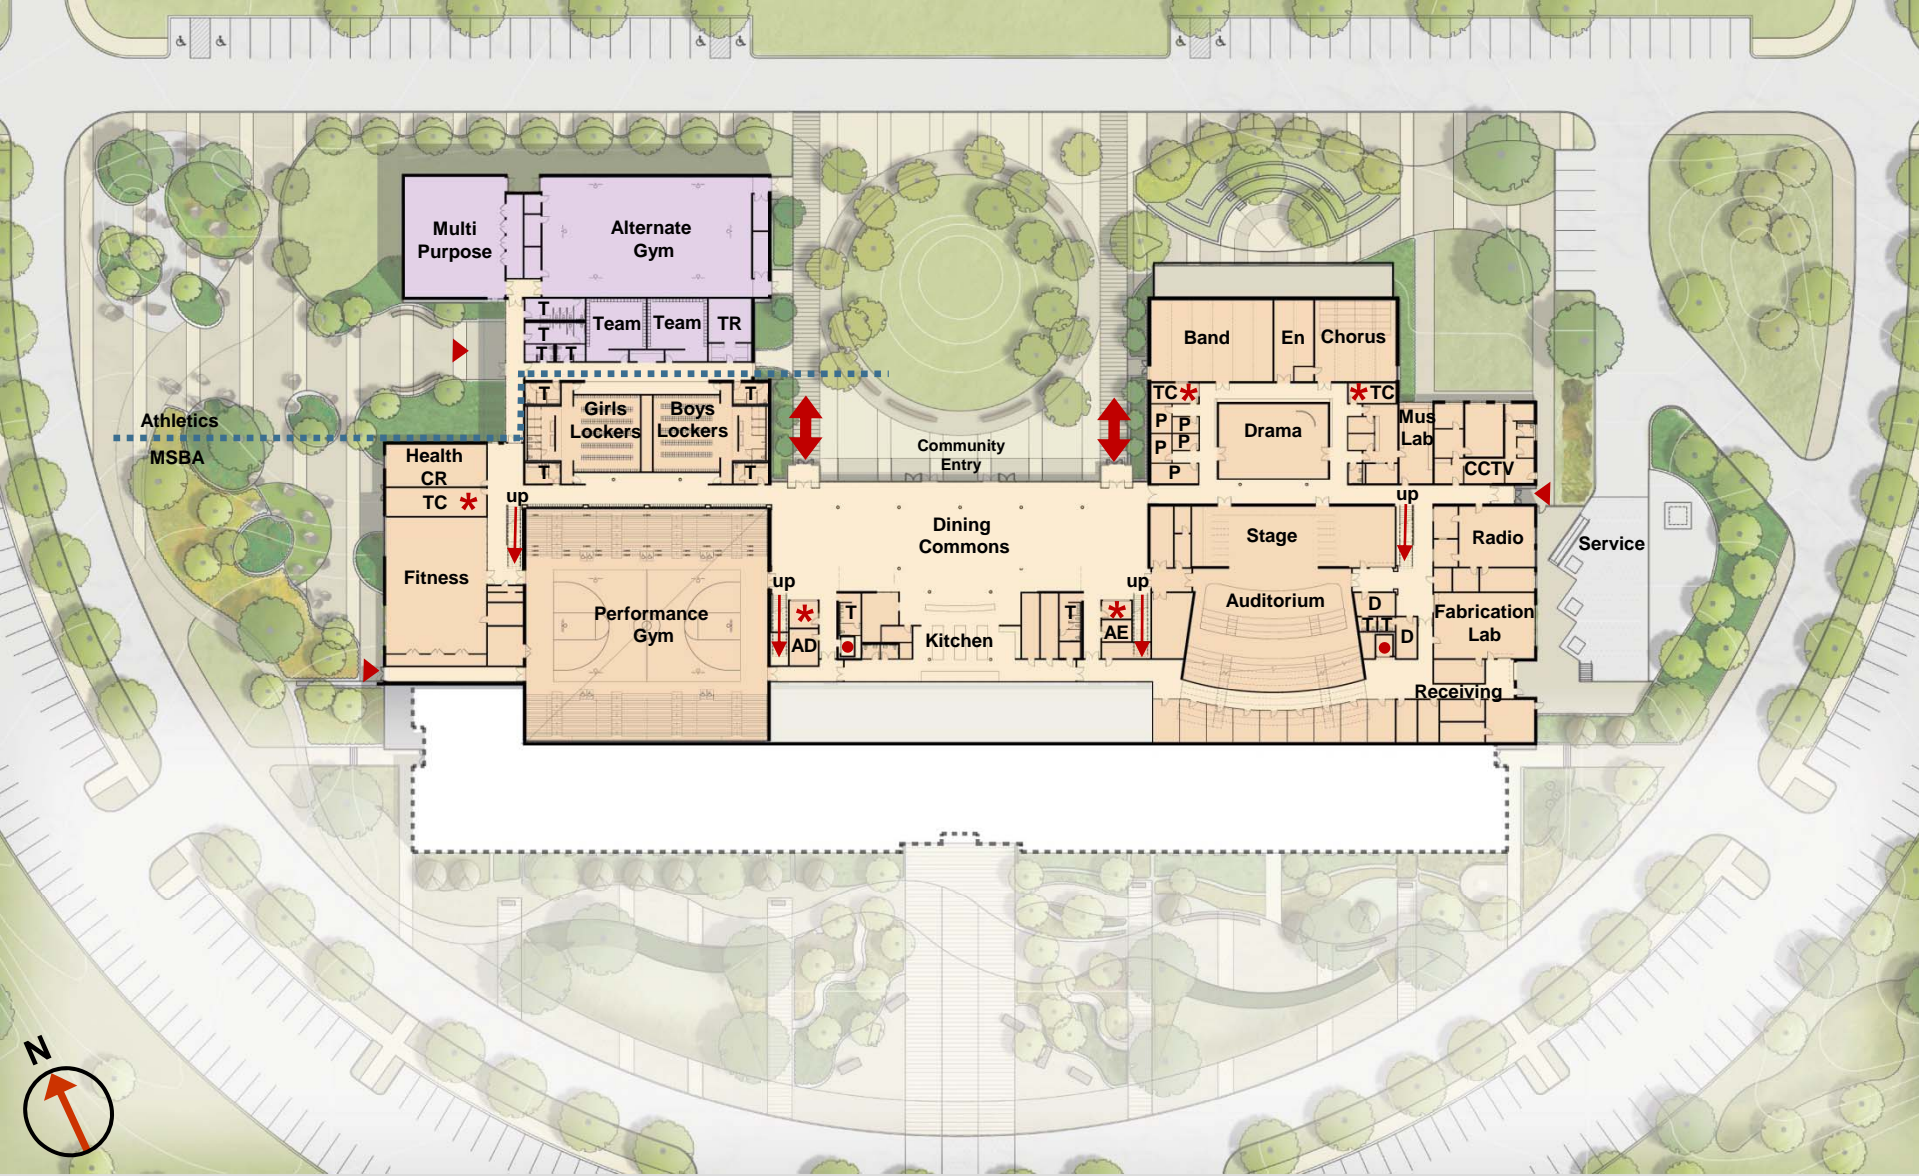 Multi
Purpose
Alternate
Gym
T
T
T
T
Team
Team
TR
Band
En
Chorus
Athletics
MSBA
T
T
Girls
Lockers
Boys
Lockers
T
T
Community
Entry
TC
TC
P
P
P
P
P
Drama
Mus
Lab
CCTV
Health
CR
TC
up
up
Dining
Commons
Stage
Radio
Service
Fitness
up
up
Performance
Gym
T
T
Auditorium
D
Fabrication
Lab
AD
Kitchen
AE
T
T
D
Receiving
N